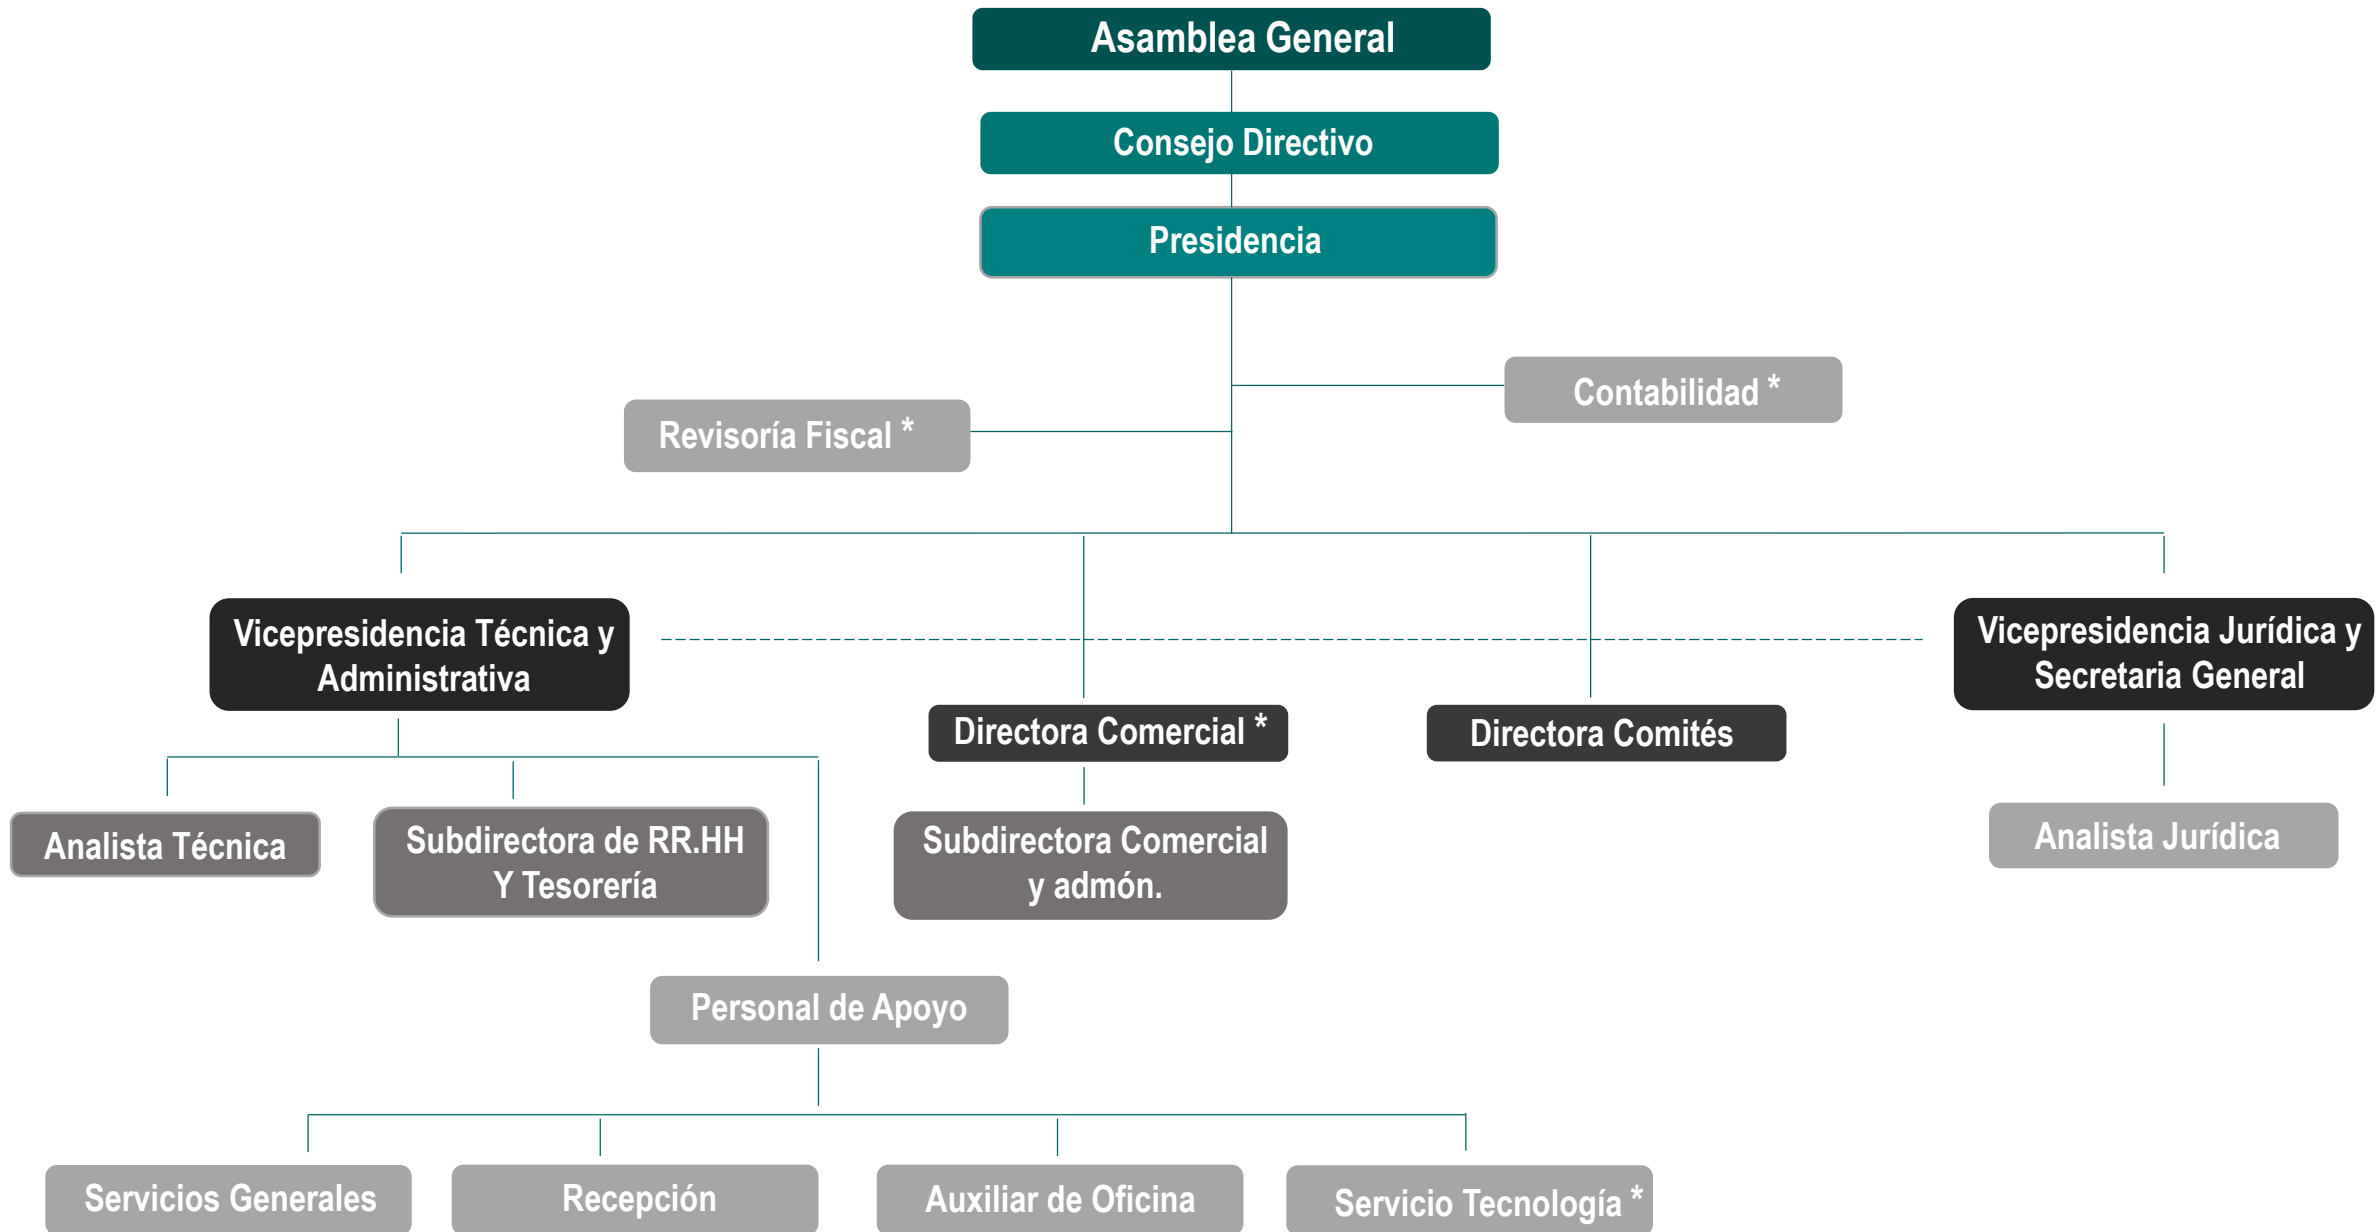 Asamblea General
Consejo Directivo
Presidencia
Contabilidad *
Revisoría Fiscal *
Vicepresidencia Técnica y
Administrativa
Vicepresidencia Jurídica y
Secretaria General
Directora Comercial *
Directora Comités
Analista Técnica
Subdirectora de RR.HH
Y Tesorería
Subdirectora Comercial
y admón.
Analista Jurídica
Personal de Apoyo
Servicios Generales
Recepción
Auxiliar de Oficina
Servicio Tecnología *